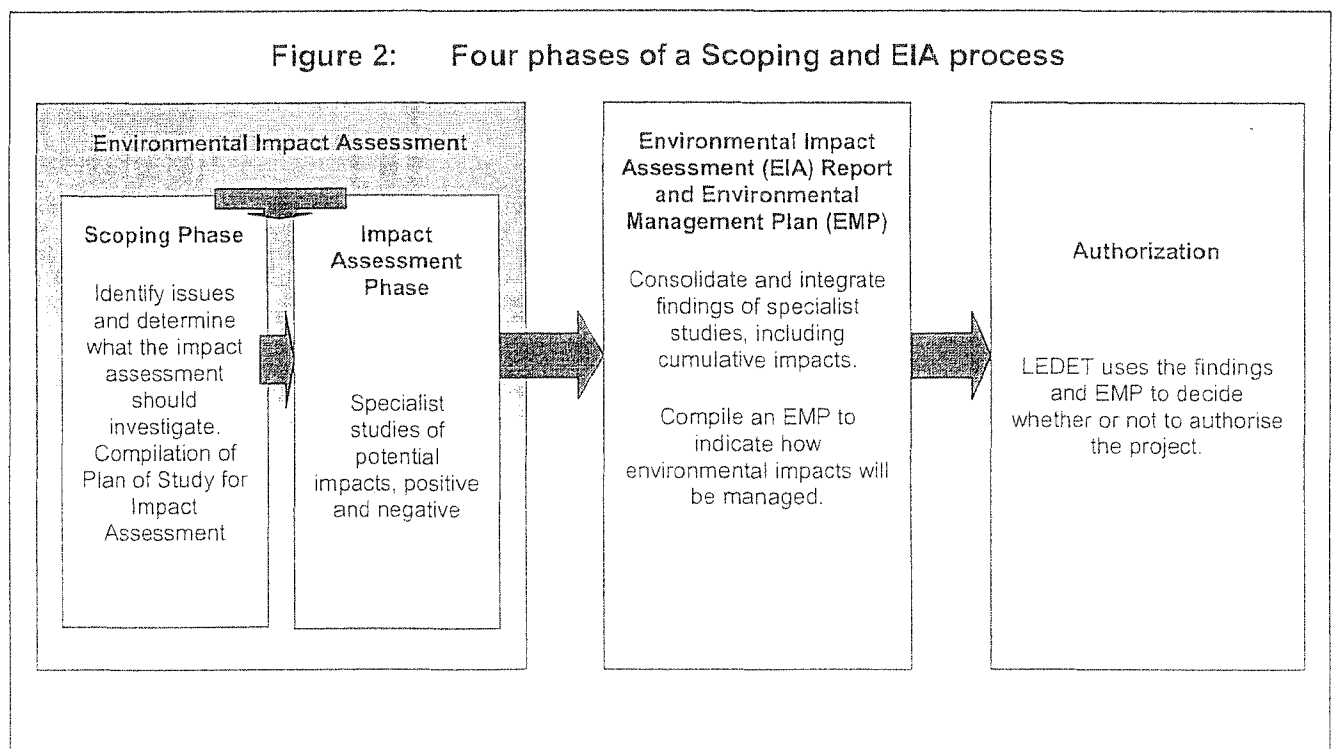 Figure 2: Four phases of a Scoping and EIA process
Environmental Impact Assessment
Scoping Phase
Identify issues
and determine
what the impact
assessment
should
investigate.
Compilation of
Plan of Study for
Impact
Assessment
Impact
Assessment
Phase
Specialist
studies of
potential
impacts, positive
and negative
Environmental Impact
Assessment (EIA) Report
and Environmental
Management Plan (EMP)
Consolidate and integrate
findings of specialist
studies, including
cumulative impacts.
Compile an EMP to
indicate how
environmental impacts will
be managed.
Authorization
LEDET uses the findings
and EMP to decide
whether or not to authorise
the project.